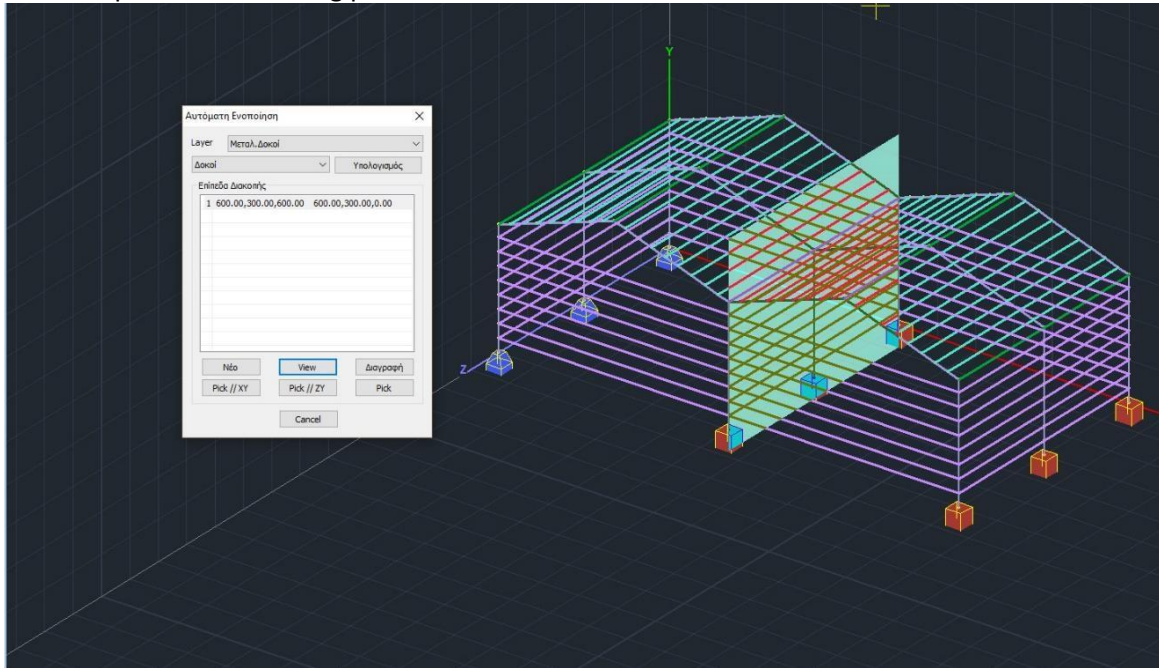 Αυτόματη Ενοποίηση
Layer Μεταλ.Δοκοί
Δοκοί Υπολογισμός
Επίπεδα Διακοπής
1 600.00,300.00,600.00 600.00,300.00,0.00
Νέο View Διαγραφή
Pick // XY Pick // ZY Pick
Cancel
Y
Z